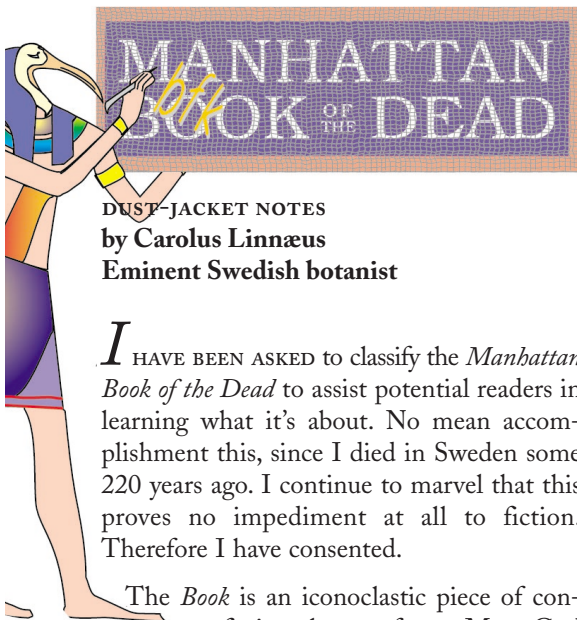 MANHATTAN
BOOK OF THE DEAD
bfk
DUST-JACKET NOTES
by Carolus Linnæus
Eminent Swedish botanist
I HAVE BEEN ASKED to classify the Manhattan
Book of the Dead to assist potential readers in
learning what it's about. No mean accom-
plishment this, since I died in Sweden some
220 years ago. I continue to marvel that this
proves no impediment at all to fiction.
Therefore I have consented.
The Book is an iconoclastic piece of con-